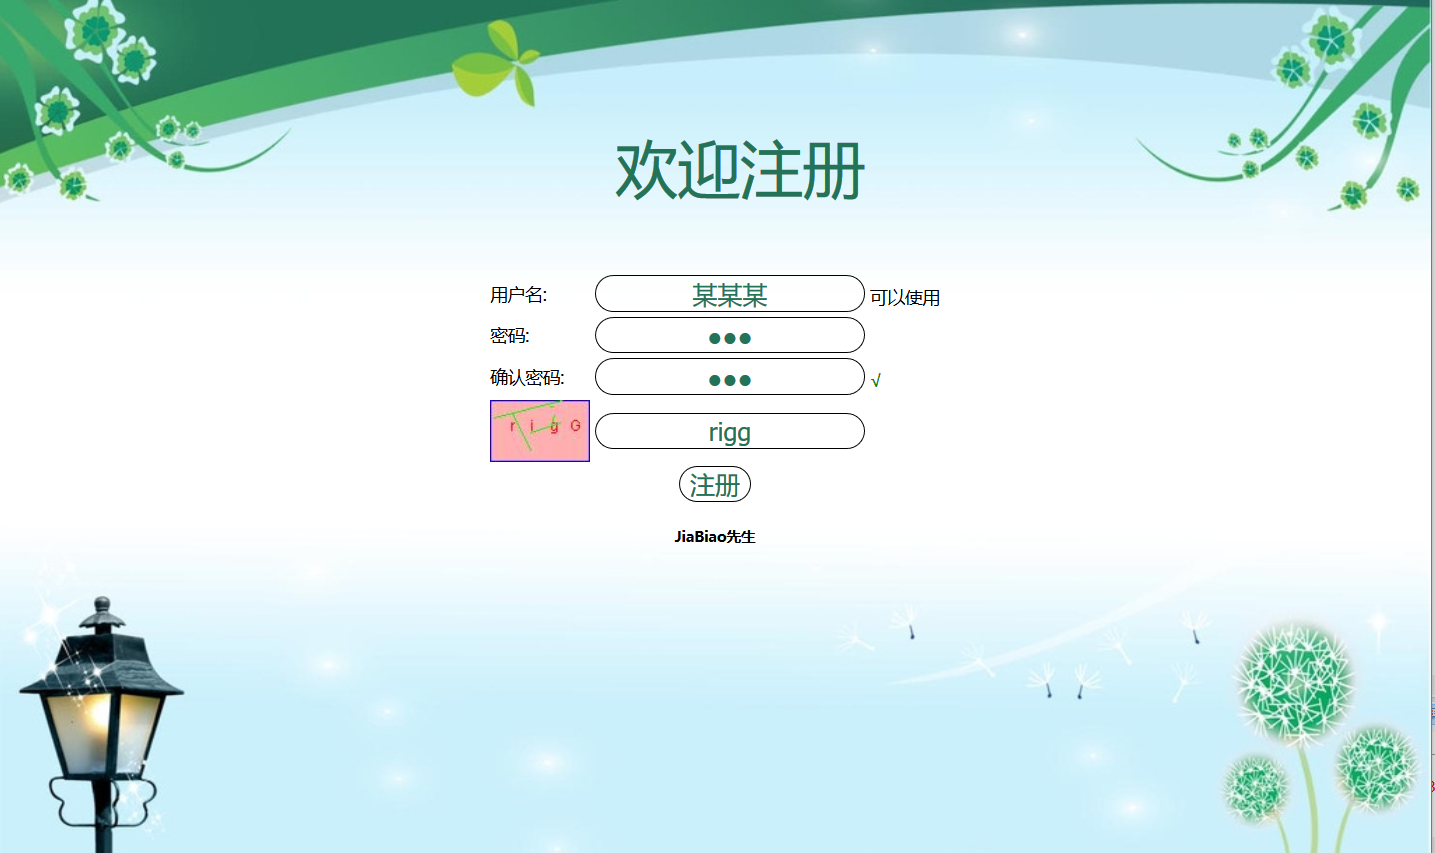 欢迎注册
用户名: 某某某 可以使用
密码: ●●●
确认密码: ●●● √
r i g G rigg
注册
JiaBiao先生